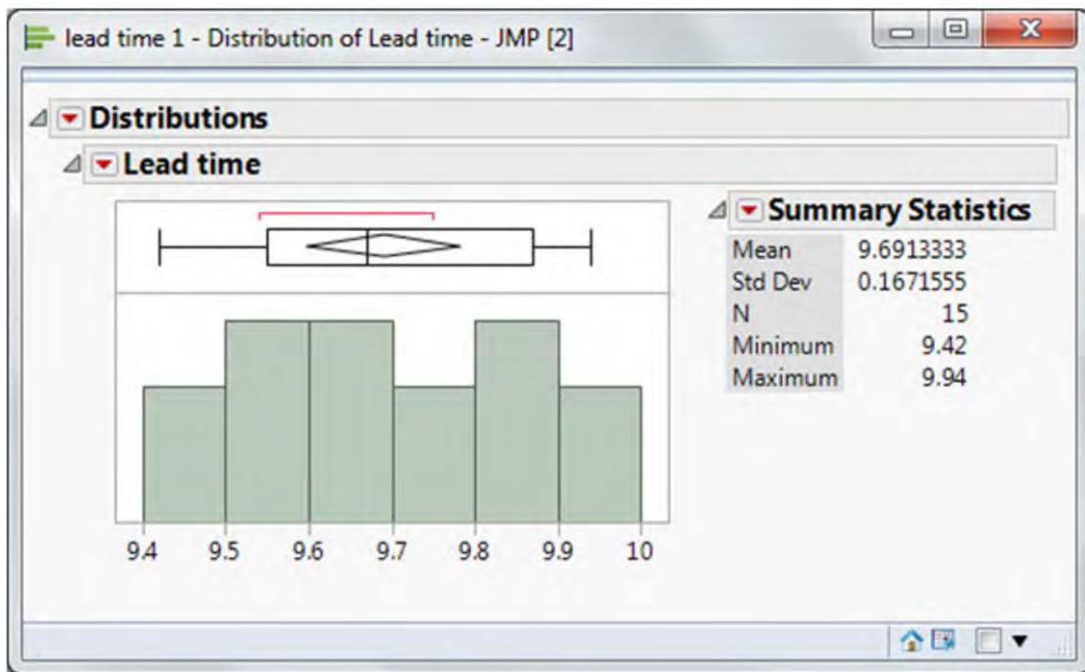 lead time 1 - Distribution of Lead time - JMP [2]
Distributions
Lead time
Summary Statistics
Mean 9.6913333
Std Dev 0.1671555
N 15
Minimum 9.42
Maximum 9.94
9.4 9.5 9.6 9.7 9.8 9.9 10